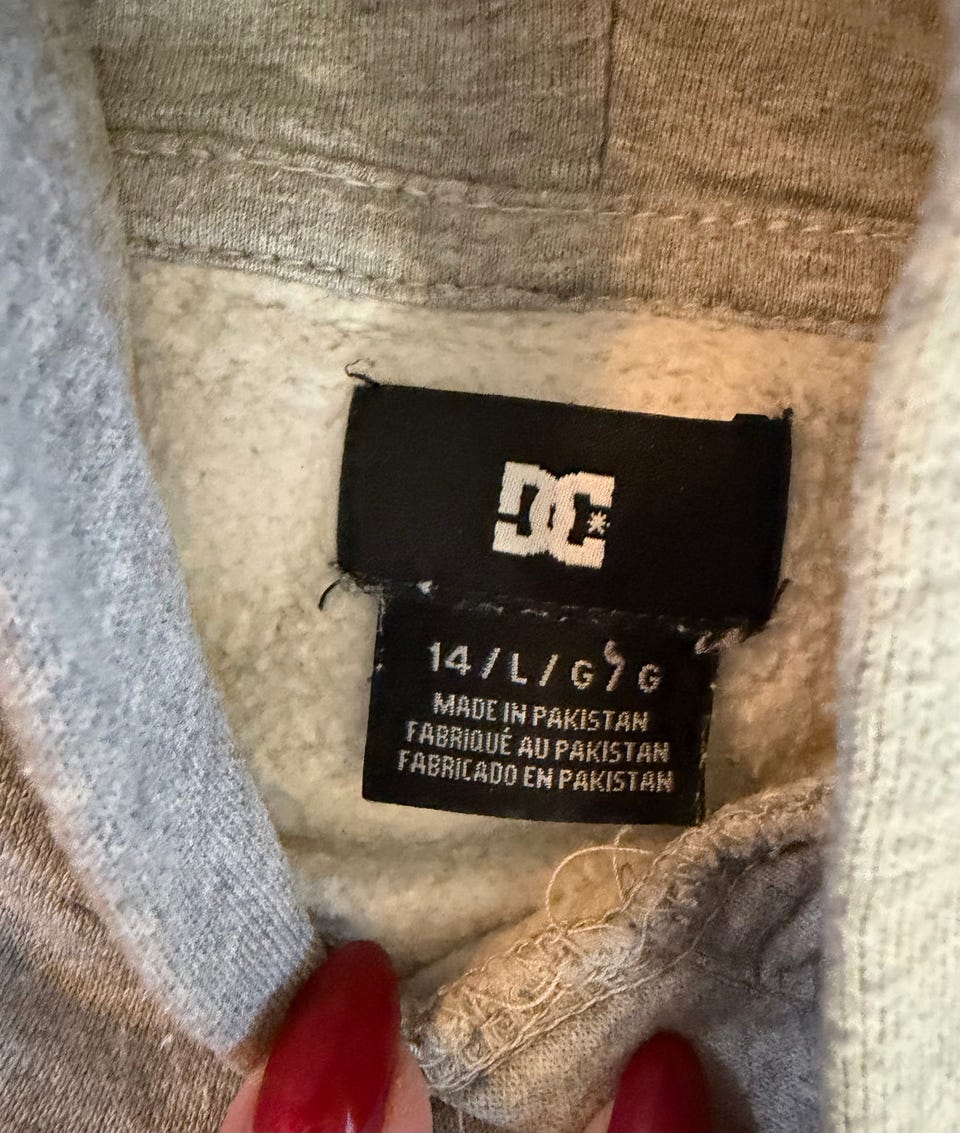 DC
14/L/G/G
MADE IN PAKISTAN
FABRIQUÉ AU PAKISTAN
FABRICADO EN PAKISTAN